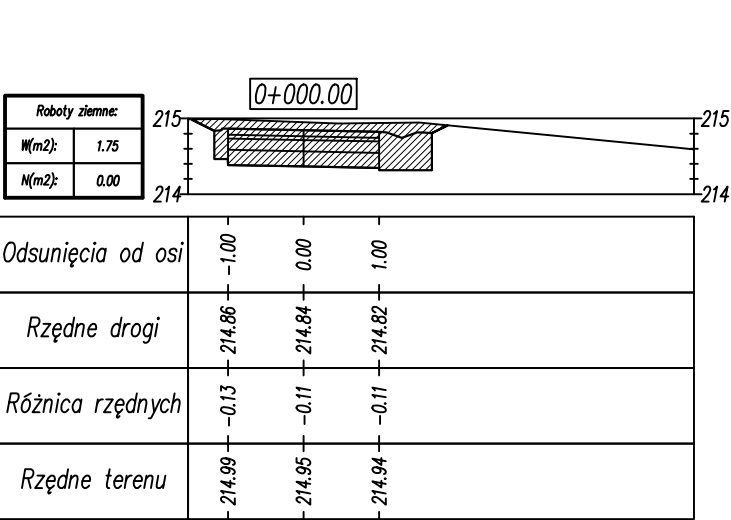 0+000.00
Roboty ziemne:
W(m2): 1.75
N(m2): 0.00
215 215
214 214
Odsunięcia od osi -1.00 0.00 1.00
Rzędne drogi 214.86 214.84 214.82
Różnica rzędnych -0.13 -0.11 -0.11
Rzędne terenu 214.99 214.95 214.94